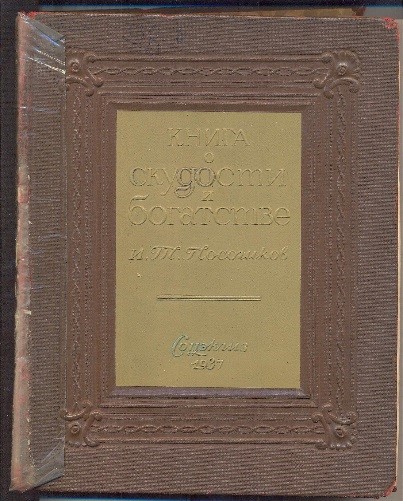 КНИГА
о
скудости
и
богатстве
И. Т. Посошков
Соцэкгиз
1937